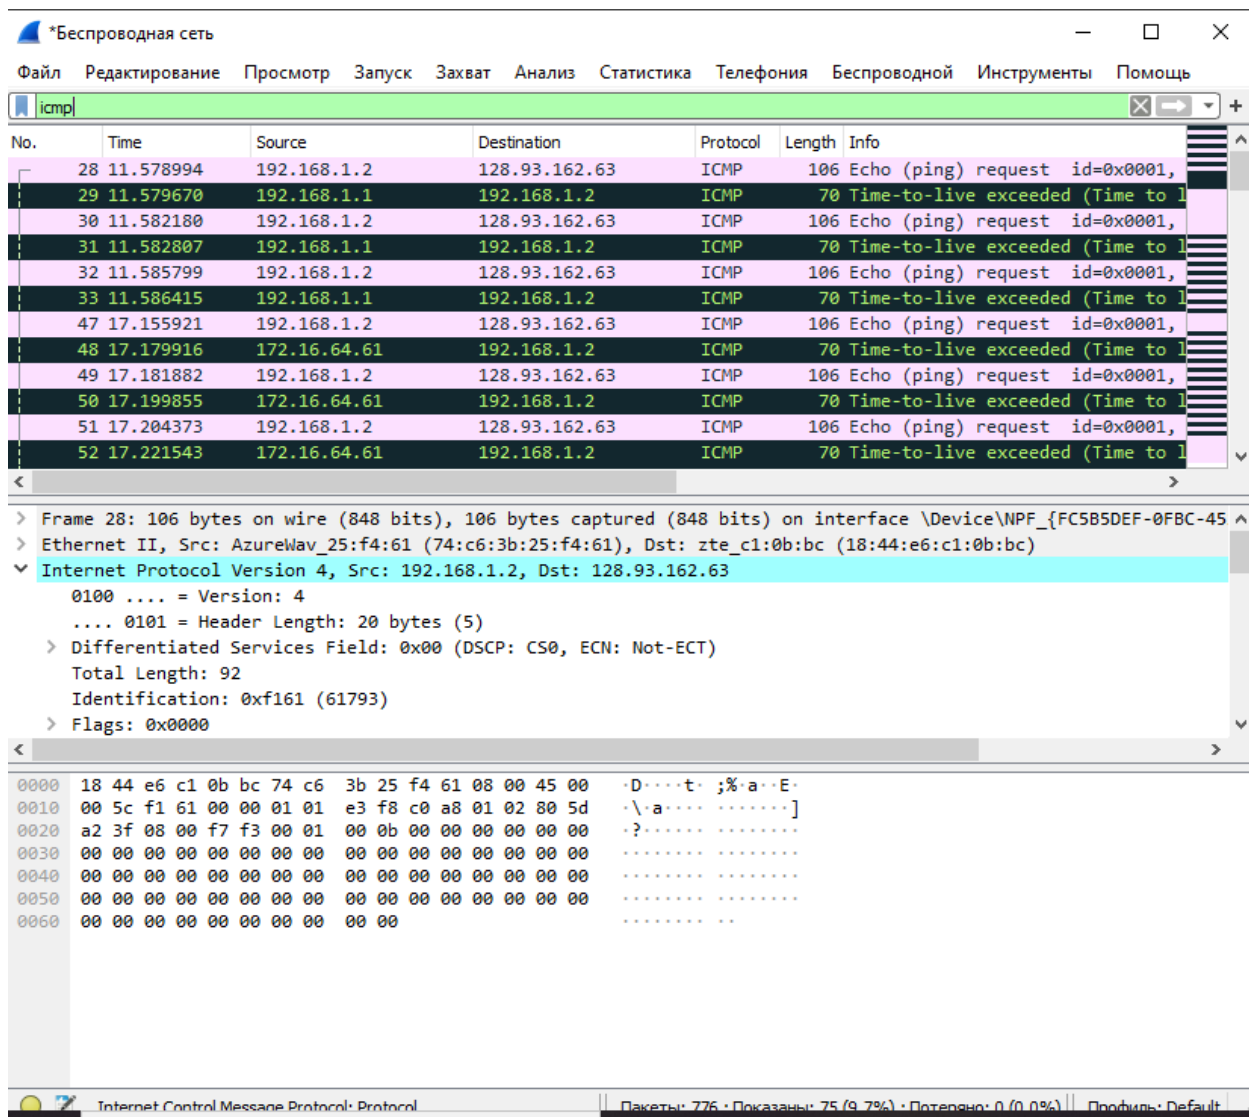 *Беспроводная сеть
Файл Редактирование Просмотр Запуск Захват Анализ Статистика Телефония Беспроводной Инструменты Помощь
icmp
No. Time Source Destination Protocol Length Info
28 11.578994 192.168.1.2 128.93.162.63 ICMP 106 Echo (ping) request id=0x0001,
29 11.579670 192.168.1.1 192.168.1.2 ICMP 70 Time-to-live exceeded (Time to l
30 11.582180 192.168.1.2 128.93.162.63 ICMP 106 Echo (ping) request id=0x0001,
31 11.582807 192.168.1.1 192.168.1.2 ICMP 70 Time-to-live exceeded (Time to l
32 11.585799 192.168.1.2 128.93.162.63 ICMP 106 Echo (ping) request id=0x0001,
33 11.586415 192.168.1.1 192.168.1.2 ICMP 70 Time-to-live exceeded (Time to l
47 17.155921 192.168.1.2 128.93.162.63 ICMP 106 Echo (ping) request id=0x0001,
48 17.179916 172.16.64.61 192.168.1.2 ICMP 70 Time-to-live exceeded (Time to l
49 17.181882 192.168.1.2 128.93.162.63 ICMP 106 Echo (ping) request id=0x0001,
50 17.199855 172.16.64.61 192.168.1.2 ICMP 70 Time-to-live exceeded (Time to l
51 17.204373 192.168.1.2 128.93.162.63 ICMP 106 Echo (ping) request id=0x0001,
52 17.221543 172.16.64.61 192.168.1.2 ICMP 70 Time-to-live exceeded (Time to l
Frame 28: 106 bytes on wire (848 bits), 106 bytes captured (848 bits) on interface \Device\NPF_{FC5B5DEF-0FBC-45
Ethernet II, Src: AzureWav_25:f4:61 (74:c6:3b:25:f4:61), Dst: zte_c1:0b:bc (18:44:e6:c1:0b:bc)
Internet Protocol Version 4, Src: 192.168.1.2, Dst: 128.93.162.63
0100 .... = Version: 4
.... 0101 = Header Length: 20 bytes (5)
Differentiated Services Field: 0x00 (DSCP: CS0, ECN: Not-ECT)
Total Length: 92
Identification: 0xf161 (61793)
Flags: 0x0000
0000 18 44 e6 c1 0b bc 74 c6 3b 25 f4 61 08 00 45 00 ·D····t· ;%·a··E·
0010 00 5c f1 61 00 00 01 01 e3 f8 c0 a8 01 02 80 5d ·\·a···· ·······]
0020 a2 3f 08 00 f7 f3 00 01 00 0b 00 00 00 00 00 00 ·?······ ········
0030 00 00 00 00 00 00 00 00 00 00 00 00 00 00 00 00 ········ ········
0040 00 00 00 00 00 00 00 00 00 00 00 00 00 00 00 00 ········ ········
0050 00 00 00 00 00 00 00 00 00 00 00 00 00 00 00 00 ········ ········
0060 00 00 00 00 00 00 00 00 00 00 ········ ··
Internet Control Message Protocol: Protocol Пакеты: 776 · Показаны: 75 (9.7%) · Потеряно: 0 (0.0%) Профиль: Default